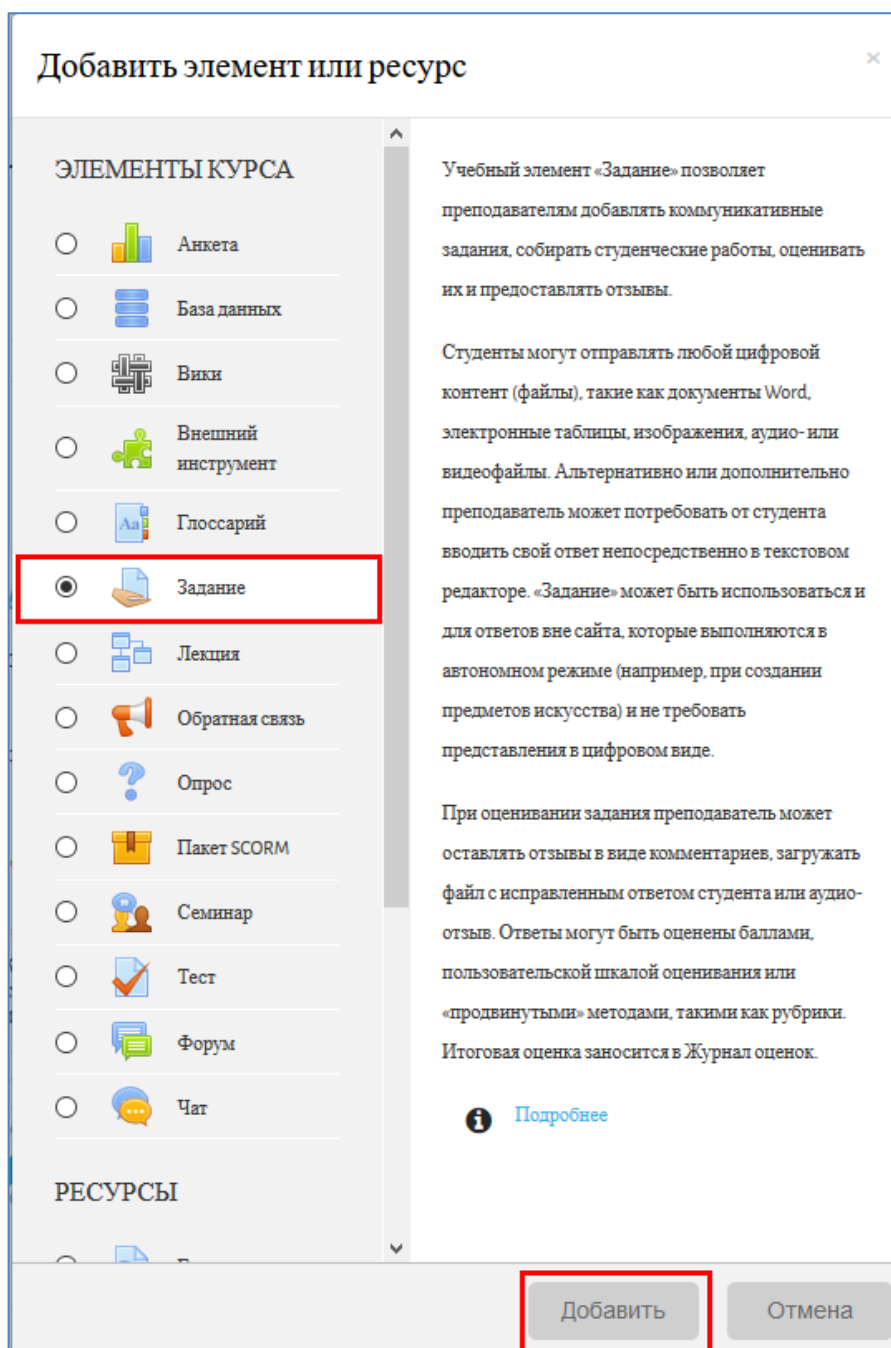 Добавить элемент или ресурс
ЭЛЕМЕНТЫ КУРСА
Анкета
База данных
Вики
Внешний
инструмент
Глоссарий
Задание
Лекция
Обратная связь
Опрос
Пакет SCORM
Семинар
Тест
Форум
Чат
РЕСУРСЫ
Учебный элемент «Задание» позволяет
преподавателям добавлять коммуникативные
задания, собирать студенческие работы, оценивать
их и предоставлять отзывы.
Студенты могут отправлять любой цифровой
контент (файлы), такие как документы Word,
электронные таблицы, изображения, аудио- или
видеофайлы. Альтернативно или дополнительно
преподаватель может потребовать от студента
вводить свой ответ непосредственно в текстовом
редакторе. «Задание» может быть использоваться и
для ответов вне сайта, которые выполняются в
автономном режиме (например, при создании
предметов искусства) и не требовать
представления в цифровом виде.
При оценивании задания преподаватель может
оставлять отзывы в виде комментариев, загружать
файл с исправленным ответом студента или аудио-
отзыв. Ответы могут быть оценены баллами,
пользовательской шкалой оценивания или
«продвинутыми» методами, такими как рубрики.
Итоговая оценка заносится в Журнал оценок.
Подробнее
Добавить
Отмена